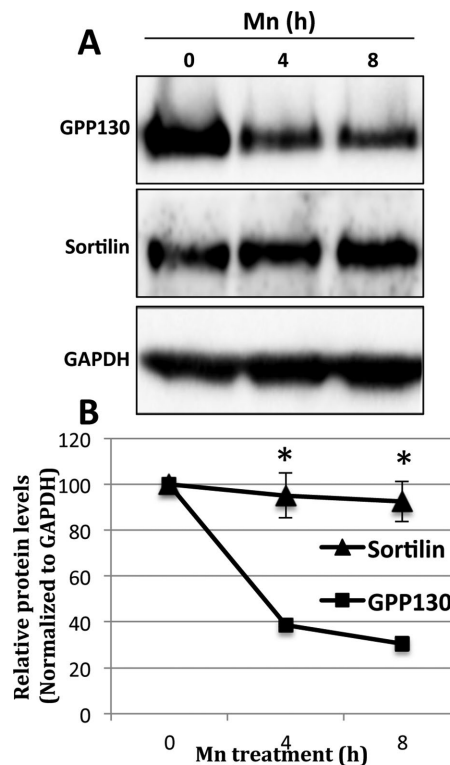 A
Mn (h)
0 4 8
GPP130
Sortilin
GAPDH
B
Relative protein levels
(Normalized to GAPDH)
120
100
80
60
40
20
0
* *
Sortilin
GPP130
0 4 8
Mn treatment (h)